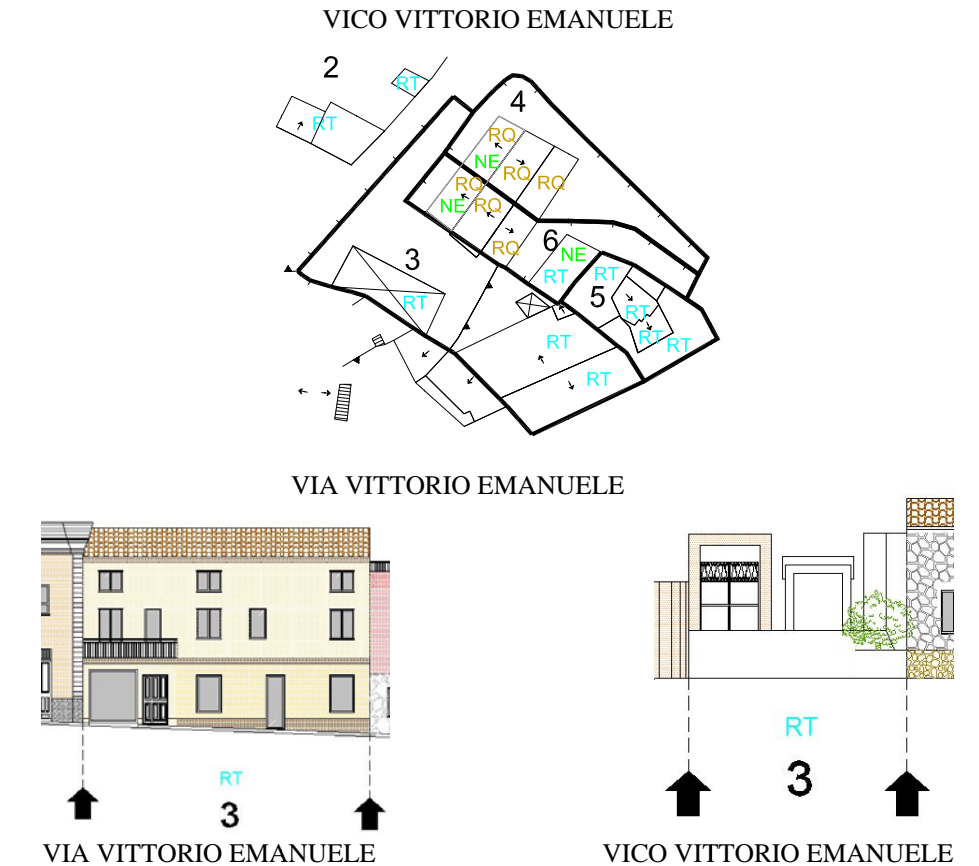 VICO VITTORIO EMANUELE
2
RT
RT
4
RQ
NE
RQ
RQ
RQ
NE
RQ
RQ
6
NE
3
RT
RT
5
RT
RT
RT
RT
RT
RT
VIA VITTORIO EMANUELE
RT
3
VIA VITTORIO EMANUELE
RT
3
VICO VITTORIO EMANUELE